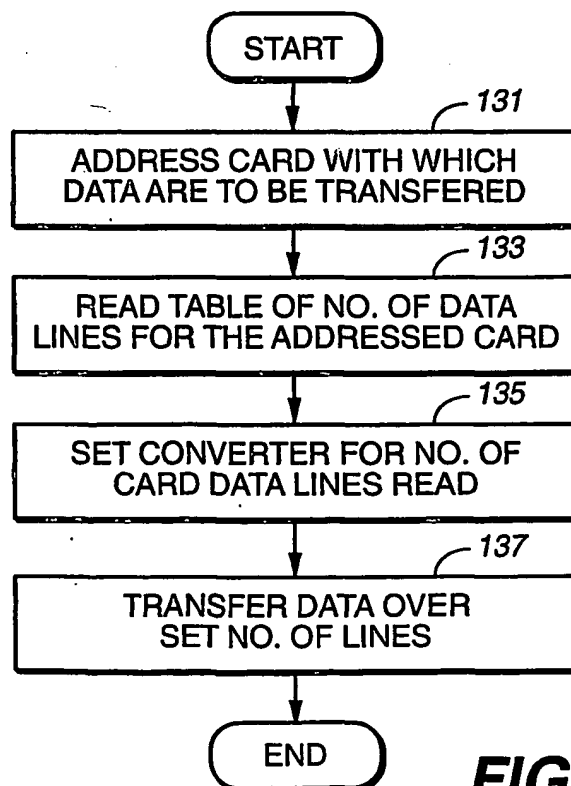 START
131
ADDRESS CARD WITH WHICH
DATA ARE TO BE TRANSFERED
133
READ TABLE OF NO. OF DATA
LINES FOR THE ADDRESSED CARD
135
SET CONVERTER FOR NO. OF
CARD DATA LINES READ
137
TRANSFER DATA OVER
SET NO. OF LINES
END
FIG